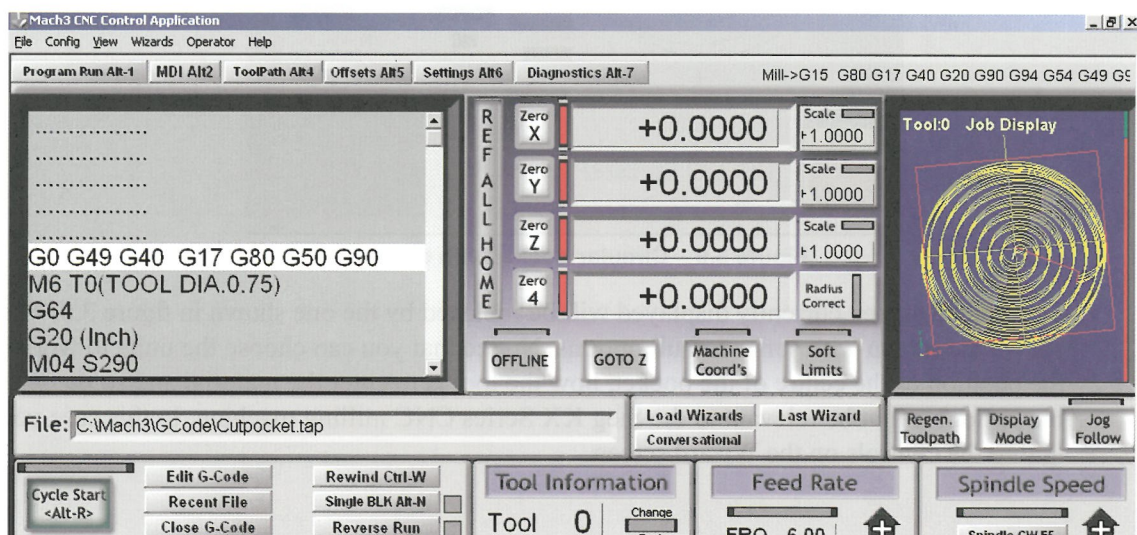 Mach3 CNC Control Application
File Config View Wizards Operator Help
Program Run Alt-1 MDI Alt2 ToolPath Alt4 Offsets Alt5 Settings Alt6 Diagnostics Alt-7 Mill->G15 G80 G17 G40 G20 G90 G94 G54 G49
...............
...............
...............
...............
G0 G49 G40 G17 G80 G50 G90
M6 T0(TOOL DIA.0.75)
G64
G20 (Inch)
M04 S290
REF ALL HOME
Zero X +0.0000 Scale +1.0000
Zero Y +0.0000 Scale +1.0000
Zero Z +0.0000 Scale +1.0000
Zero 4 +0.0000 Radius Correct
OFFLINE GOTO Z Machine Coord's Soft Limits
Tool:0 Job Display
File: C:\Mach3\GCode\Cutpocket.tap
Load Wizards Last Wizard
Conversational
Regen. Toolpath Display Mode Jog Follow
Cycle Start <Alt-R>
Edit G-Code Rewind Ctrl-W
Recent File Single BLK Alt-N
Close G-Code Reverse Run
Tool Information
Tool 0 Change
Feed Rate
FRO 6.00
Spindle Speed
Spindle CW F5